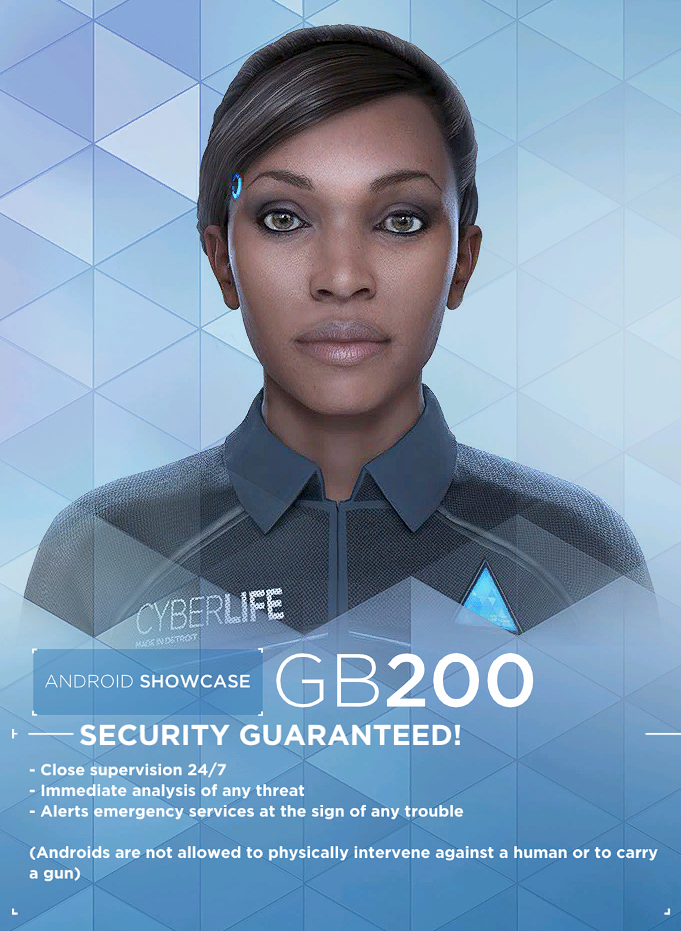 CYBERLIFE
MADE IN DETROIT
ANDROID SHOWCASE
GB200
SECURITY GUARANTEED!
- Close supervision 24/7
- Immediate analysis of any threat
- Alerts emergency services at the sign of any trouble
(Androids are not allowed to physically intervene against a human or to carry
a gun)